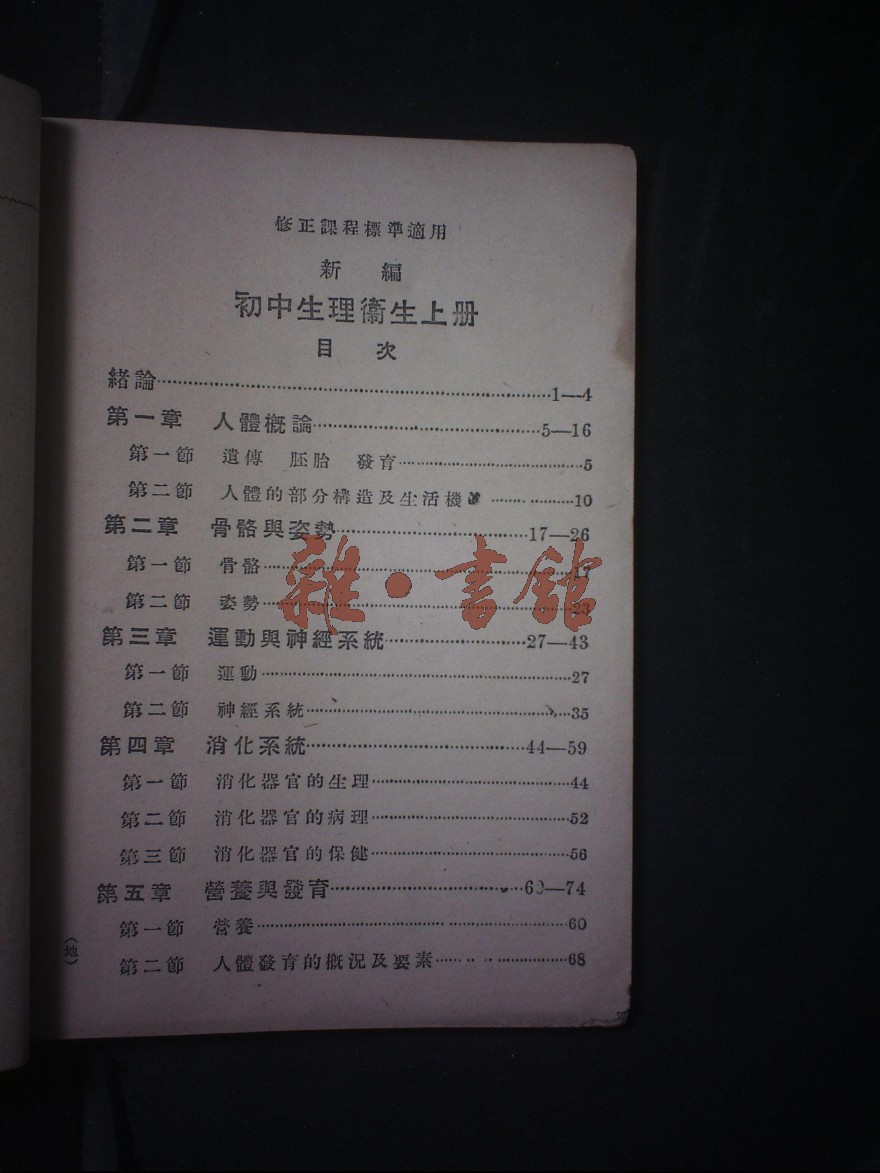 修正課程標準適用
新 編
初中生理衞生上册
目 次
緒論……1—4
第一章 人體概論……5—16
第一節 遺傳 胚胎 發育……5
第二節 人體的部分構造及生活機……10
第二章 骨骼與姿勢……17—26
第一節 骨骼……17
第二節 姿勢……23
第三章 運動與神經系統……27—43
第一節 運動……27
第二節 神經系統……35
第四章 消化系統……44—59
第一節 消化器官的生理……44
第二節 消化器官的病理……52
第三節 消化器官的保健……56
第五章 營養與發育……60—74
第一節 營養……60
第二節 人體發育的概況及要素……68
(地)
雜·書館